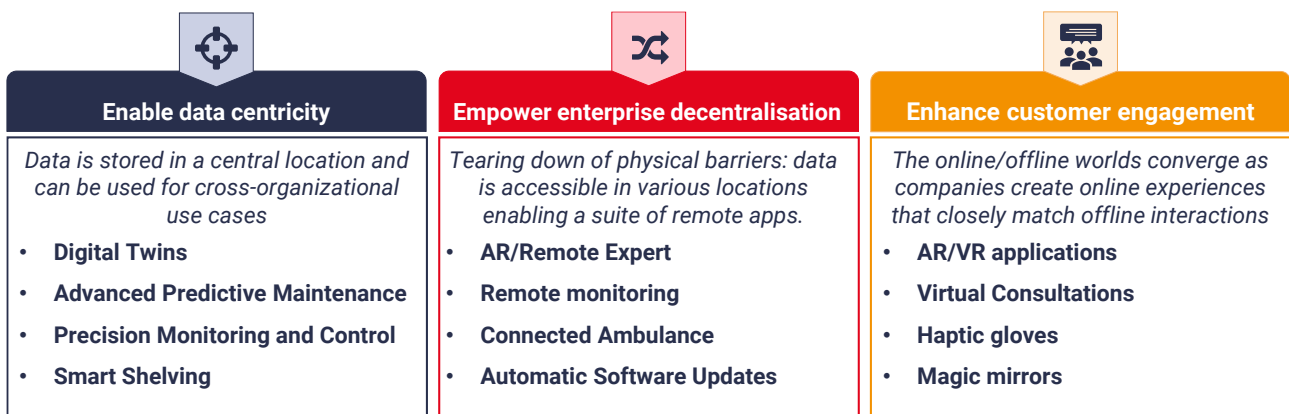 Enable data centricity
Data is stored in a central location and
can be used for cross-organizational
use cases
• Digital Twins
• Advanced Predictive Maintenance
• Precision Monitoring and Control
• Smart Shelving
Empower enterprise decentralisation
Tearing down of physical barriers: data
is accessible in various locations
enabling a suite of remote apps.
• AR/Remote Expert
• Remote monitoring
• Connected Ambulance
• Automatic Software Updates
Enhance customer engagement
The online/offline worlds converge as
companies create online experiences
that closely match offline interactions
• AR/VR applications
• Virtual Consultations
• Haptic gloves
• Magic mirrors